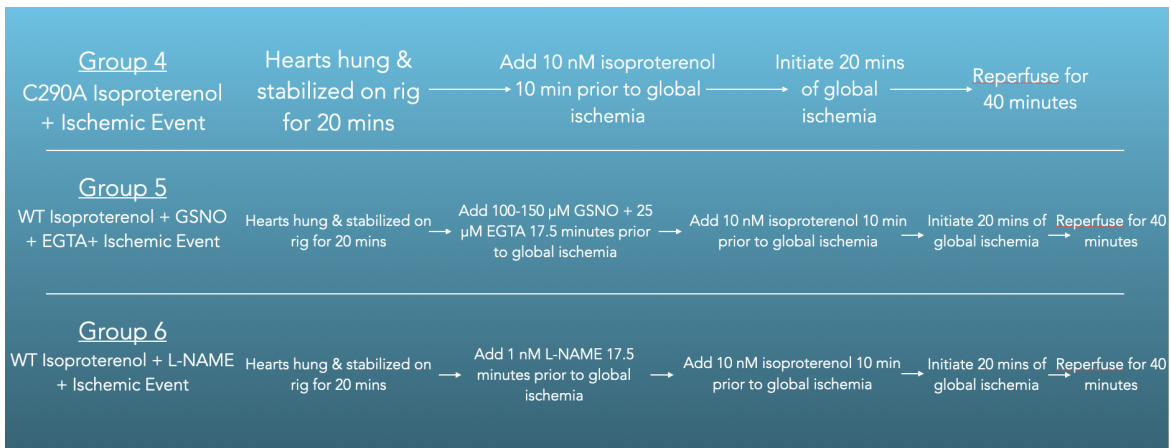 Group 4
C290A Isoproterenol
+ Ischemic Event
Hearts hung &
stabilized on rig
for 20 mins
Add 10 nM isoproterenol
10 min prior to global
ischemia
Initiate 20 mins
of global
ischemia
Reperfuse for
40 minutes
Group 5
WT Isoproterenol + GSNO
+ EGTA+ Ischemic Event
Hearts hung & stabilized on
rig for 20 mins
Add 100-150 µM GSNO + 25
µM EGTA 17.5 minutes prior
to global ischemia
Add 10 nM isoproterenol 10 min
prior to global ischemia
Initiate 20 mins of
global ischemia
Reperfuse for 40
minutes
Group 6
WT Isoproterenol + L-NAME
+ Ischemic Event
Hearts hung & stabilized on
rig for 20 mins
Add 1 nM L-NAME 17.5
minutes prior to global
ischemia
Add 10 nM isoproterenol 10 min
prior to global ischemia
Initiate 20 mins of
global ischemia
Reperfuse for 40
minutes